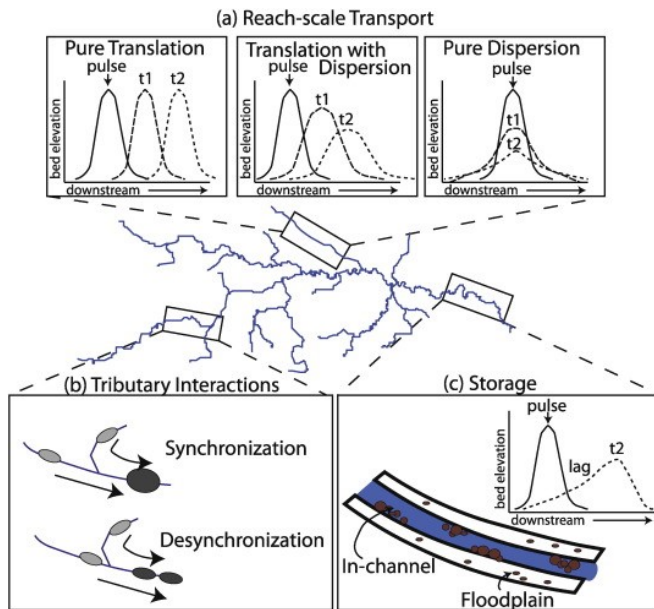 (a) Reach-scale Transport
Pure Translation
pulse
t1
t2
bed elevation
downstream
Translation with
Dispersion
pulse
t1
t2
bed elevation
downstream
Pure Dispersion
pulse
t1
t2
bed elevation
downstream
(b) Tributary Interactions
Synchronization
Desynchronization
(c) Storage
pulse
lag
t2
bed elevation
downstream
In-channel
Floodplain